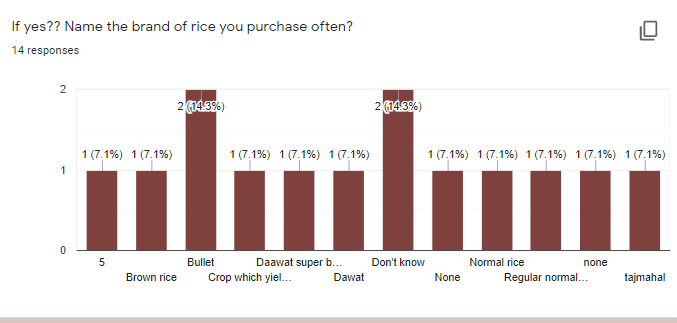 If yes?? Name the brand of rice you purchase often?
14 responses
2
2 (14.3%) 2 (14.3%)
1 (7.1%) 1 (7.1%) 1 (7.1%) 1 (7.1%) 1 (7.1%) 1 (7.1%) 1 (7.1%) 1 (7.1%) 1 (7.1%) 1 (7.1%)
1
0
5 Bullet Daawat super b... Don't know Normal rice none
Brown rice Crop which yiel... Dawat None Regular normal... tajmahal